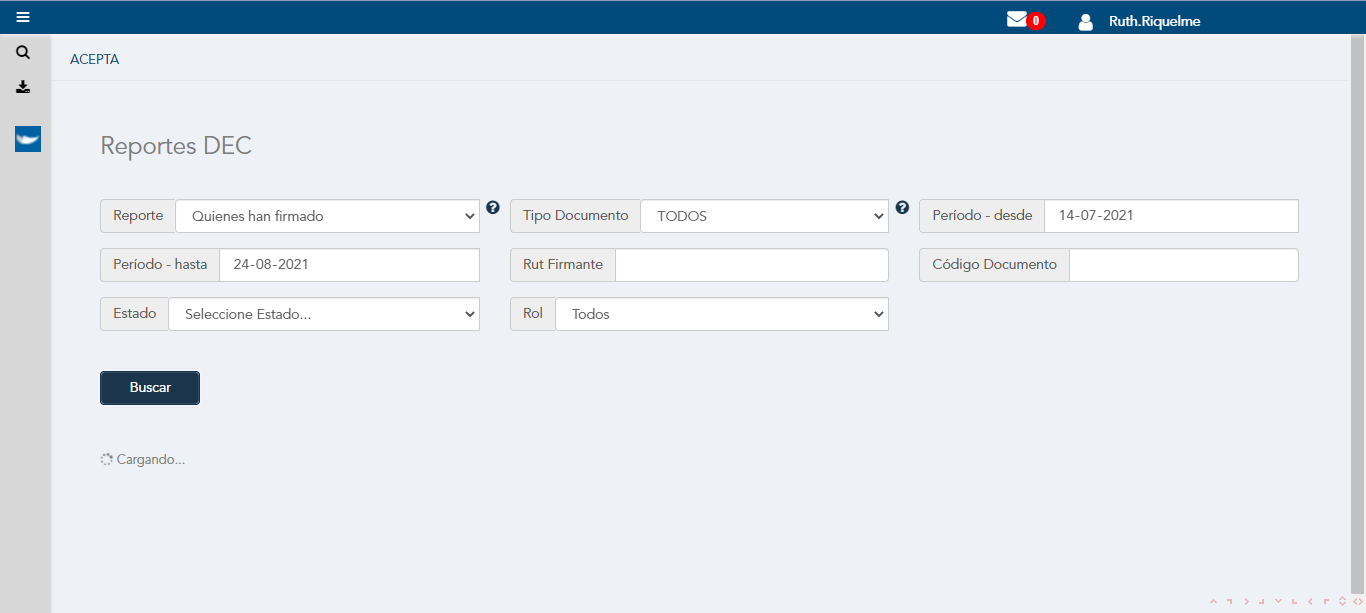 0 Ruth.Riquelme
ACEPTA
Reportes DEC
Reporte Quienes han firmado ? Tipo Documento TODOS ? Período - desde 14-07-2021
Período - hasta 24-08-2021 Rut Firmante Código Documento
Estado Seleccione Estado... Rol Todos
Buscar
Cargando...